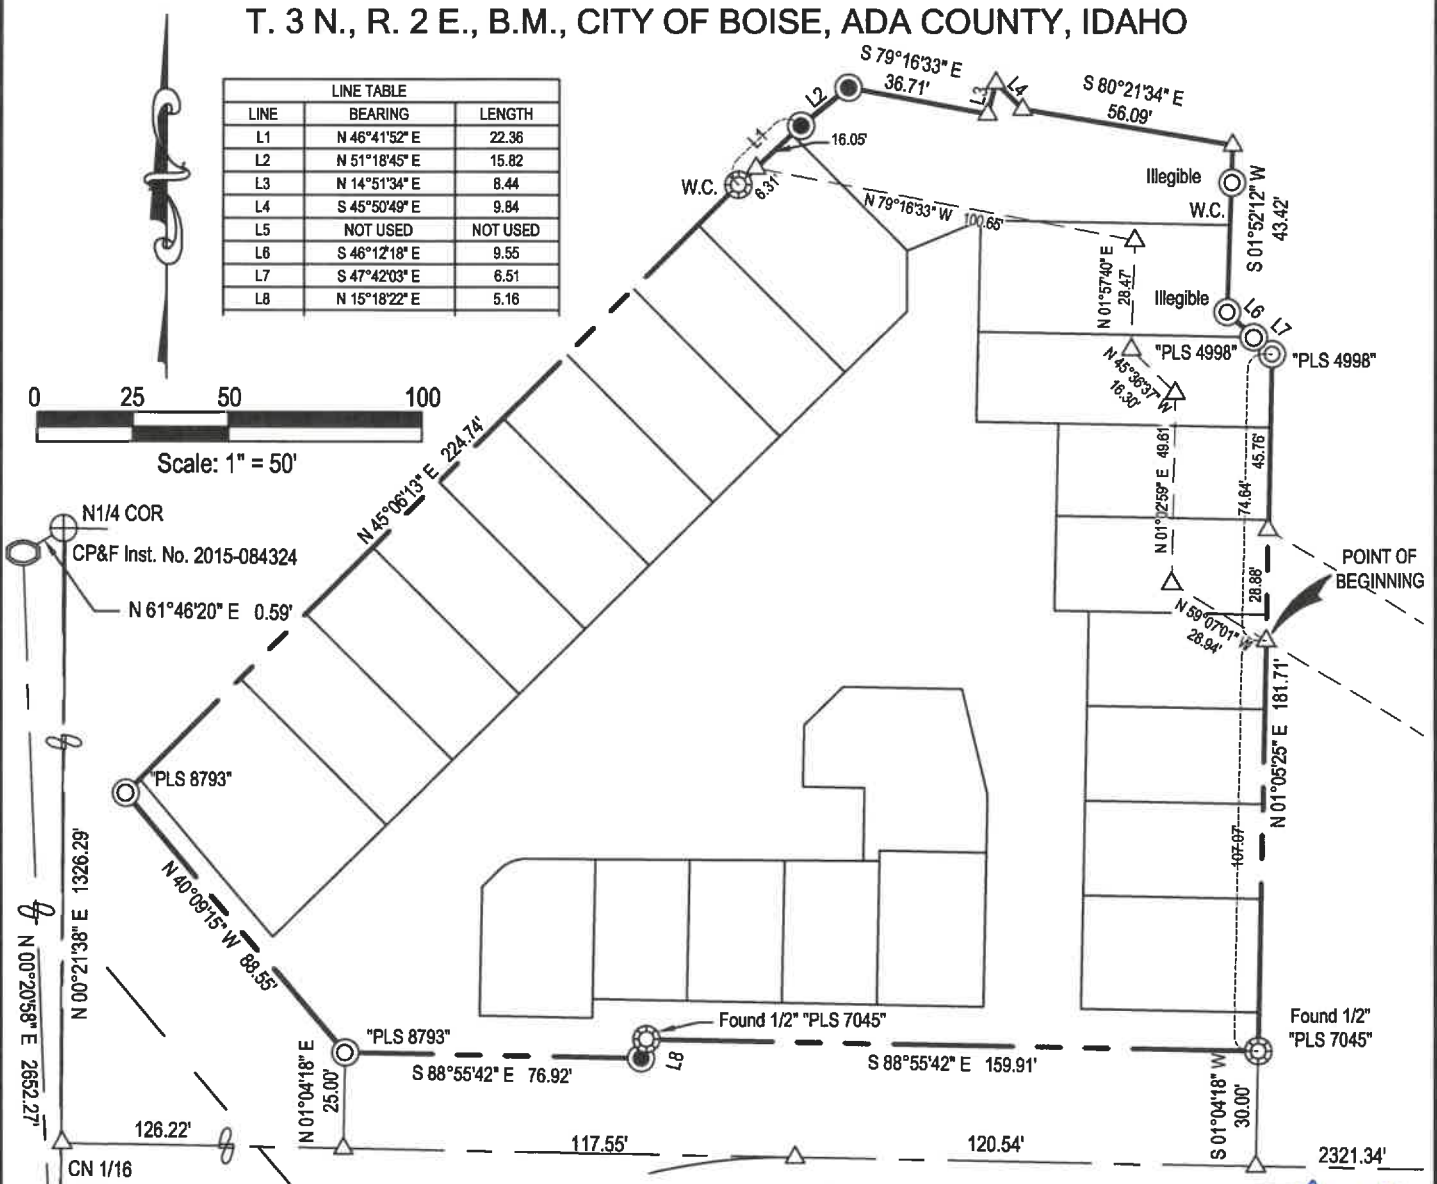 T. 3 N., R. 2 E., B.M., CITY OF BOISE, ADA COUNTY, IDAHO
LINE TABLE
LINE BEARING LENGTH
L1 N 46°41'52" E 22.36
L2 N 51°18'45" E 15.82
L3 N 14°51'34" E 8.44
L4 S 45°50'49" E 9.84
L5 NOT USED NOT USED
L6 S 46°12'18" E 9.55
L7 S 47°42'03" E 6.51
L8 N 15°18'22" E 5.16
0 25 50 100
Scale: 1" = 50'
S 79°16'33" E
36.71'
L2
L3
L4
S 80°21'34" E
56.09'
L1
16.05'
W.C.
6.31'
N 79°16'33" W 100.65'
Illegible
W.C.
S 01°52'12" W
43.42'
N 01°57'40" E
28.47
Illegible
L6
L7
"PLS 4998"
"PLS 4998"
N 45°36'37" W
16.30'
N 45°06'13" E 224.74'
45.76'
74.64'
N 01°02'59" E 49.61
N1/4 COR
CP&F Inst. No. 2015-084324
N 61°46'20" E 0.59'
28.88'
POINT OF
BEGINNING
N 59°07'01" W
28.94'
N 01°05'25" E 181.71'
107.07
"PLS 8793"
N 00°21'38" E 1326.29'
N 00°20'58" E 2652.27'
N 40°09'15" W 88.55'
"PLS 8793"
Found 1/2" "PLS 7045"
Found 1/2"
"PLS 7045"
S 88°55'42" E 76.92'
L8
S 88°55'42" E 159.91'
N 01°04'18" E
25.00'
S 01°04'18" W
30.00'
126.22'
117.55'
120.54'
2321.34'
CN 1/16